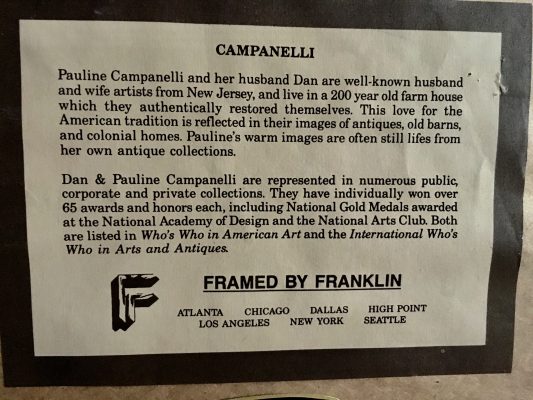 CAMPANELLI
Pauline Campanelli and her husband Dan are well-known husband
and wife artists from New Jersey, and live in a 200 year old farm house
which they authentically restored themselves. This love for the
American tradition is reflected in their images of antiques, old barns,
and colonial homes. Pauline's warm images are often still lifes from
her own antique collections.
Dan & Pauline Campanelli are represented in numerous public,
corporate and private collections. They have individually won over
65 awards and honors each, including National Gold Medals awarded
at the National Academy of Design and the National Arts Club. Both
are listed in Who's Who in American Art and the International Who's
Who in Arts and Antiques.
F
FRAMED BY FRANKLIN
ATLANTA CHICAGO DALLAS HIGH POINT
LOS ANGELES NEW YORK SEATTLE